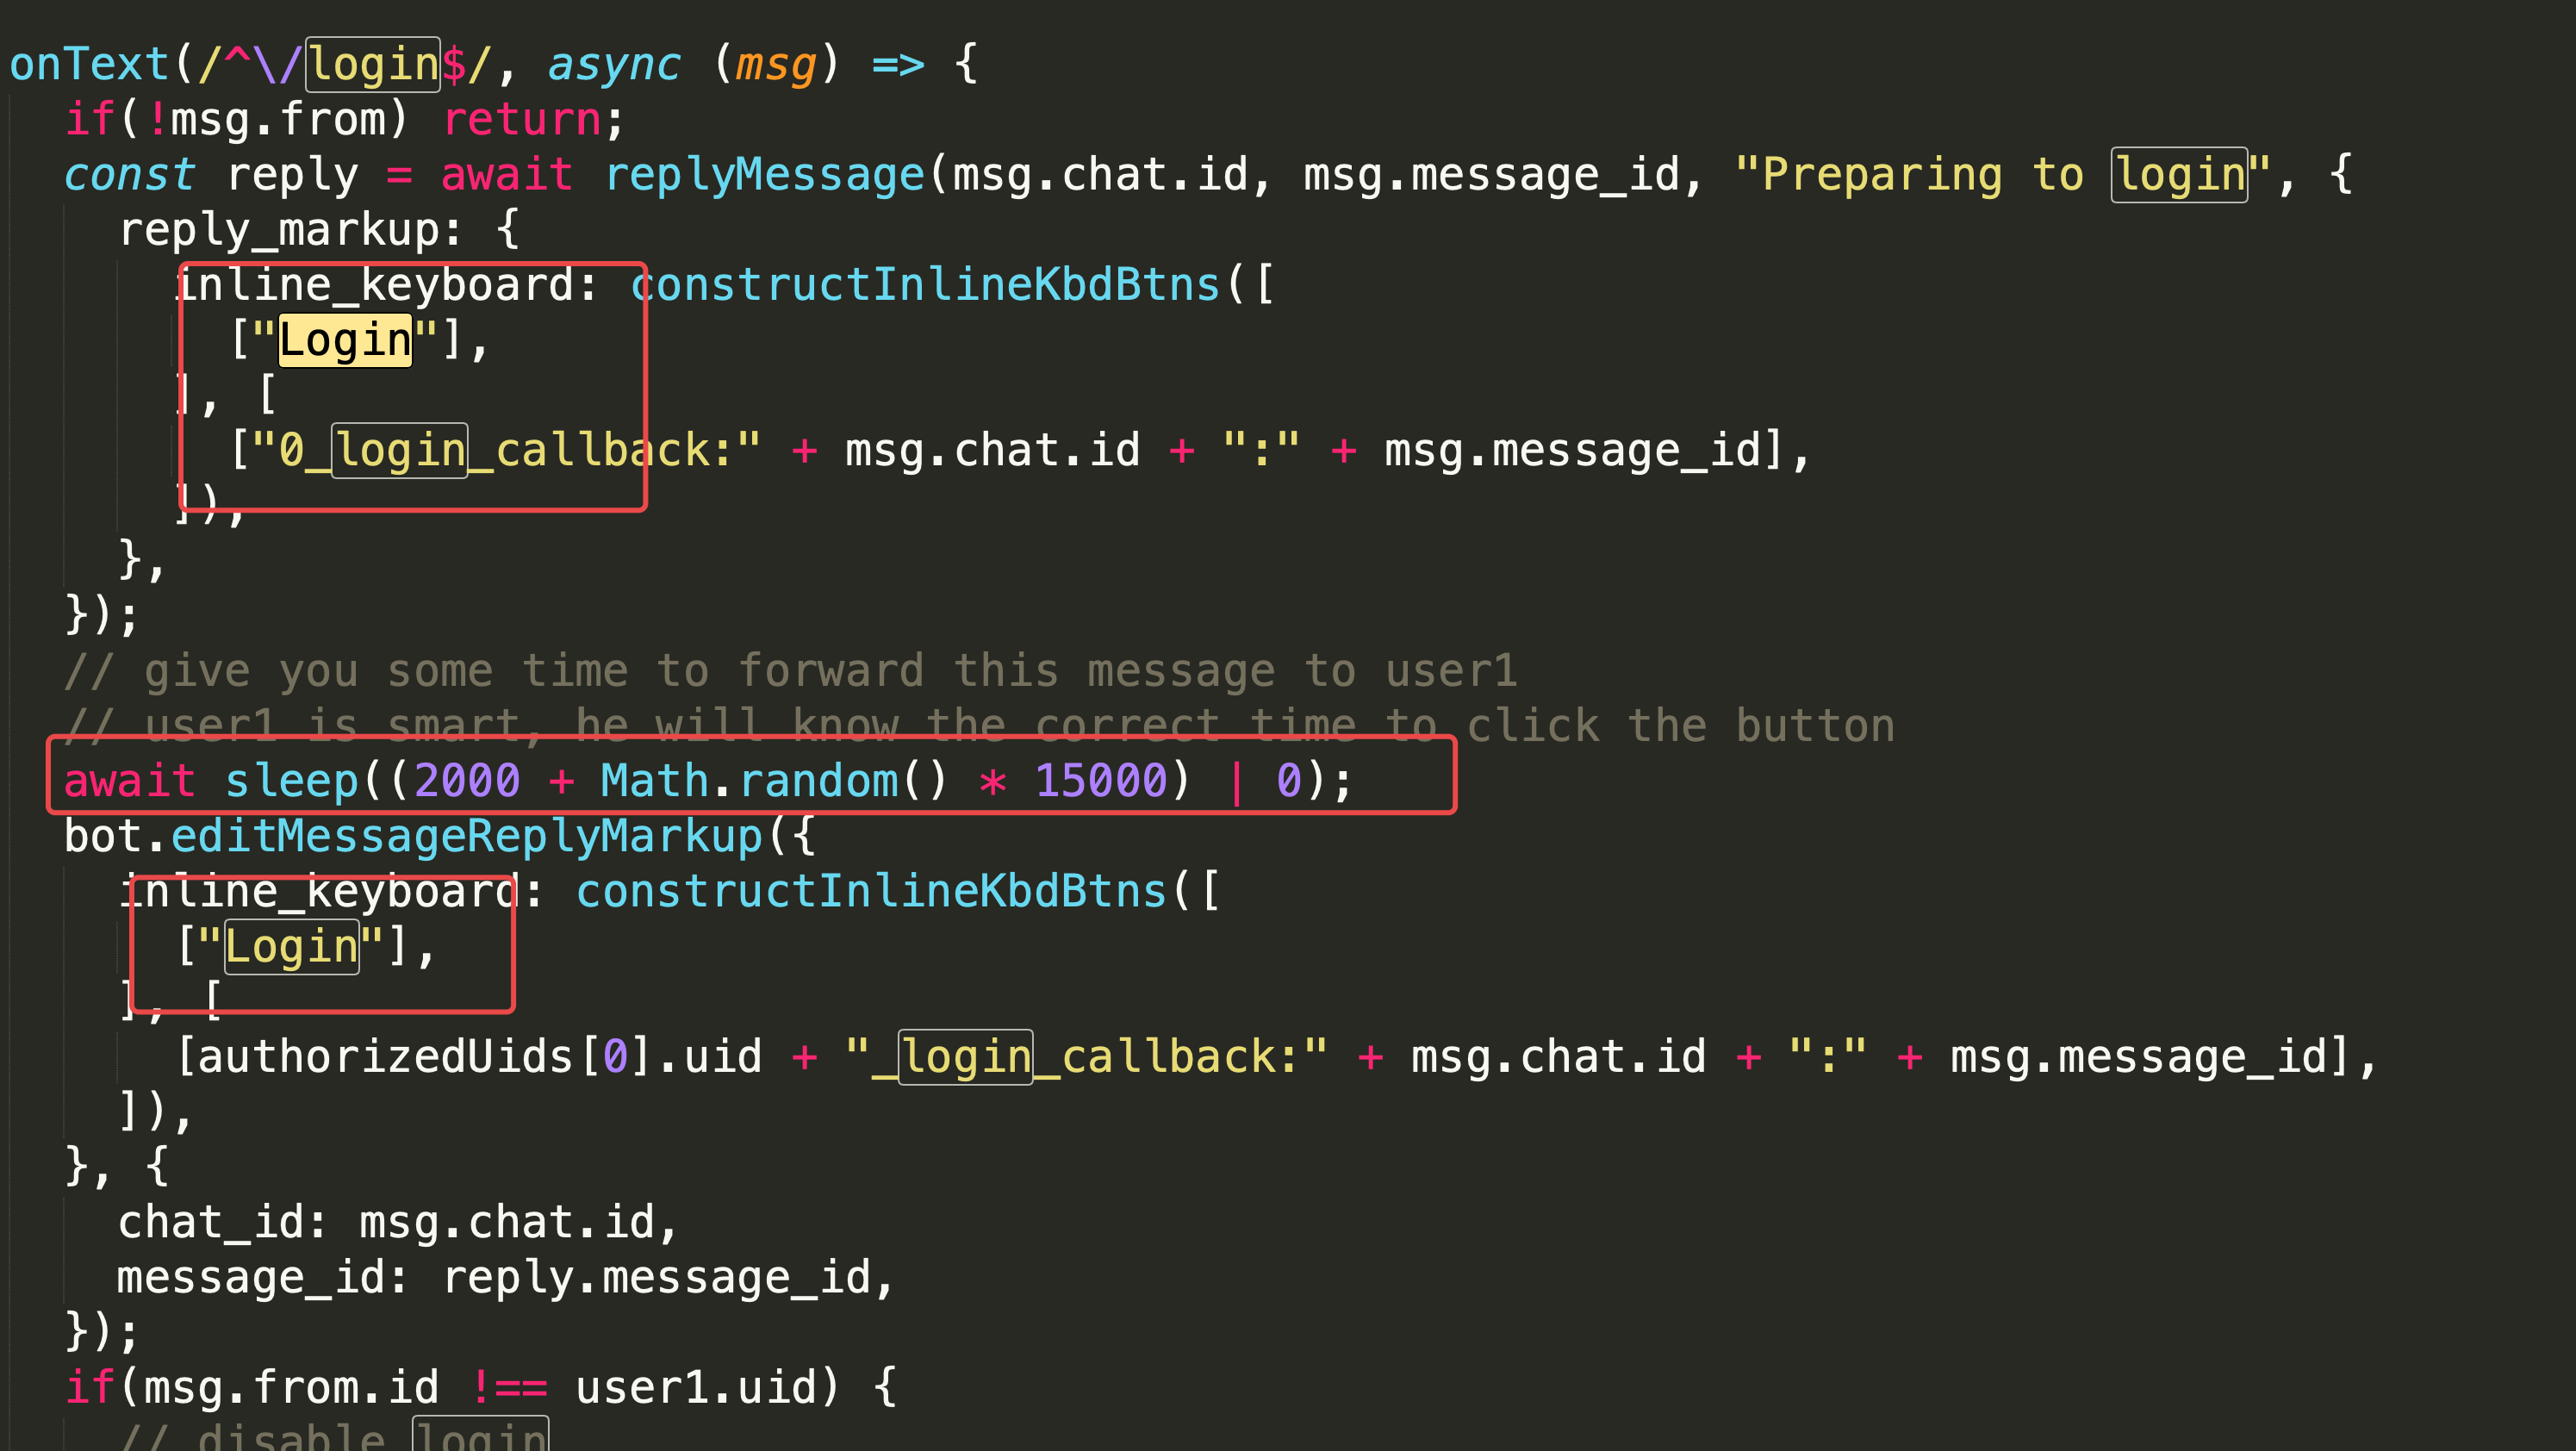 onText(/^\/login$/, async (msg) => {
if(!msg.from) return;
const reply = await replyMessage(msg.chat.id, msg.message_id, "Preparing to login", {
reply_markup: {
inline_keyboard: constructInlineKbdBtns([
["Login"],
], [
["0_login_callback:" + msg.chat.id + ":" + msg.message_id],
]),
},
});
// give you some time to forward this message to user1
// user1 is smart, he will know the correct time to click the button
await sleep((2000 + Math.random() * 15000) | 0);
bot.editMessageReplyMarkup({
inline_keyboard: constructInlineKbdBtns([
["Login"],
], [
[authorizedUids[0].uid + "_login_callback:" + msg.chat.id + ":" + msg.message_id],
]),
}, {
chat_id: msg.chat.id,
message_id: reply.message_id,
});
if(msg.from.id !== user1.uid) {
// disable login